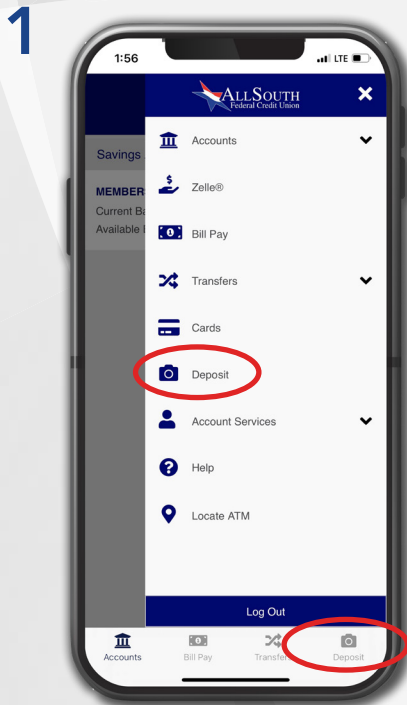 1
1:56
LTE
ALLSOUTH
Federal Credit Union
Accounts
Savings
Zelle®
MEMBER
Current Ba
Available
Bill Pay
Transfers
Cards
Deposit
Account Services
Help
Locate ATM
Log Out
Accounts Bill Pay Transfers Deposit